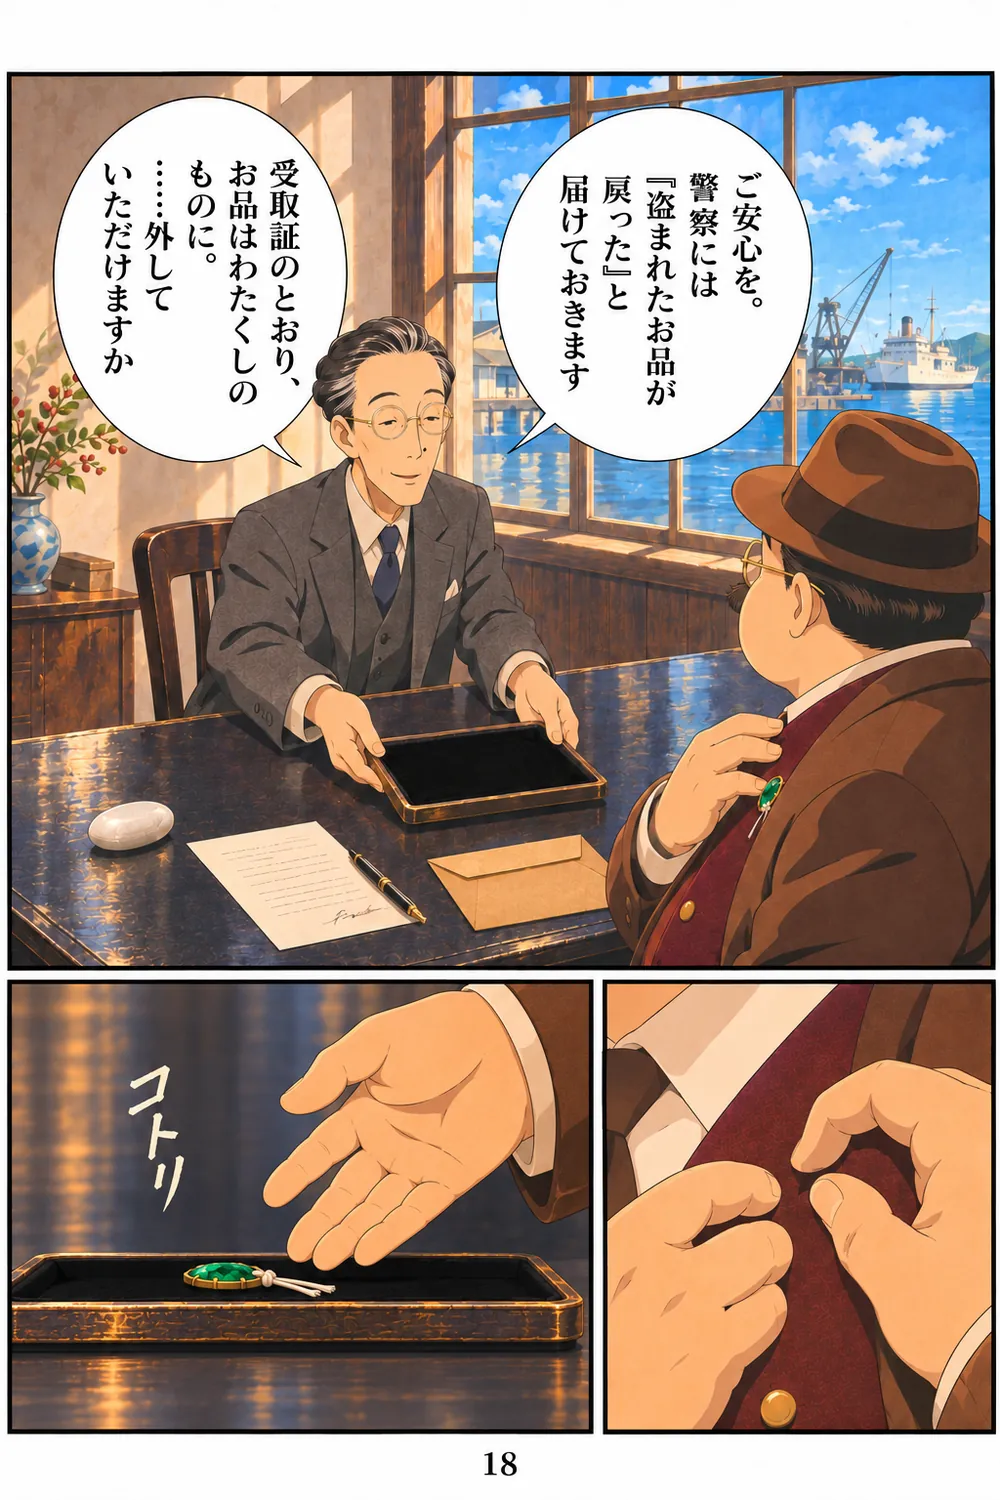 ご安心を。
警察には
『盗まれたお品が
戻った』と
届けておきます
受取証のとおり、
お品はわたくしの
ものに。
……外して
いただけますか
コトリ
18